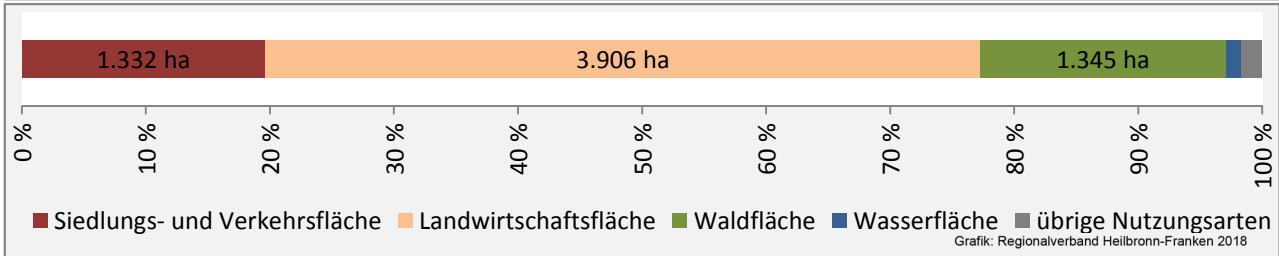 1.332 ha 3.906 ha 1.345 ha
0 % 10 % 20 % 30 % 40 % 50 % 60 % 70 % 80 % 90 % 100 %
Siedlungs- und Verkehrsfläche Landwirtschaftsfläche Waldfläche Wasserfläche übrige Nutzungsarten
Grafik: Regionalverband Heilbronn-Franken 2018